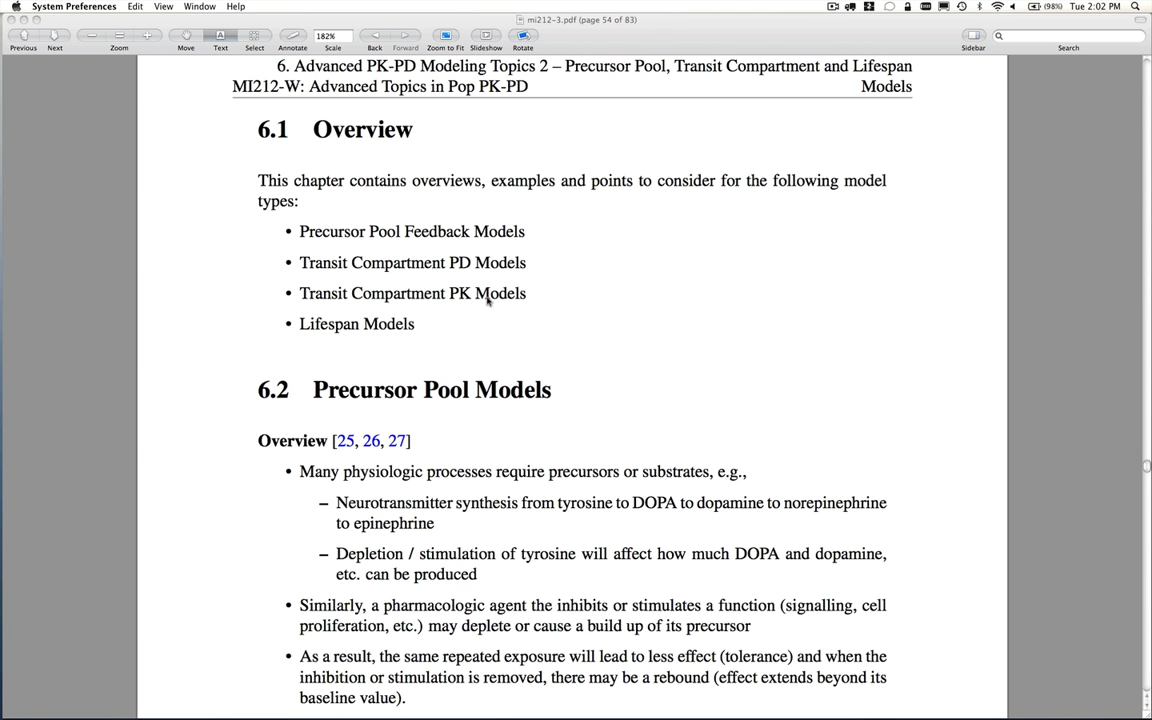 System Preferences Edit View Window Help
(98%) Tue 2:02 PM
mi212-3.pdf (page 54 of 83)
182%
Previous Next Zoom Move Text Select Annotate Scale Back Forward Zoom to Fit Slideshow Rotate Sidebar Search
6. Advanced PK-PD Modeling Topics 2 – Precursor Pool, Transit Compartment and Lifespan
MI212-W: Advanced Topics in Pop PK-PD Models
6.1 Overview
This chapter contains overviews, examples and points to consider for the following model
types:
• Precursor Pool Feedback Models
• Transit Compartment PD Models
• Transit Compartment PK Models
• Lifespan Models
6.2 Precursor Pool Models
Overview [25, 26, 27]
• Many physiologic processes require precursors or substrates, e.g.,
– Neurotransmitter synthesis from tyrosine to DOPA to dopamine to norepinephrine
to epinephrine
– Depletion / stimulation of tyrosine will affect how much DOPA and dopamine,
etc. can be produced
• Similarly, a pharmacologic agent the inhibits or stimulates a function (signalling, cell
proliferation, etc.) may deplete or cause a build up of its precursor
• As a result, the same repeated exposure will lead to less effect (tolerance) and when the
inhibition or stimulation is removed, there may be a rebound (effect extends beyond its
baseline value).